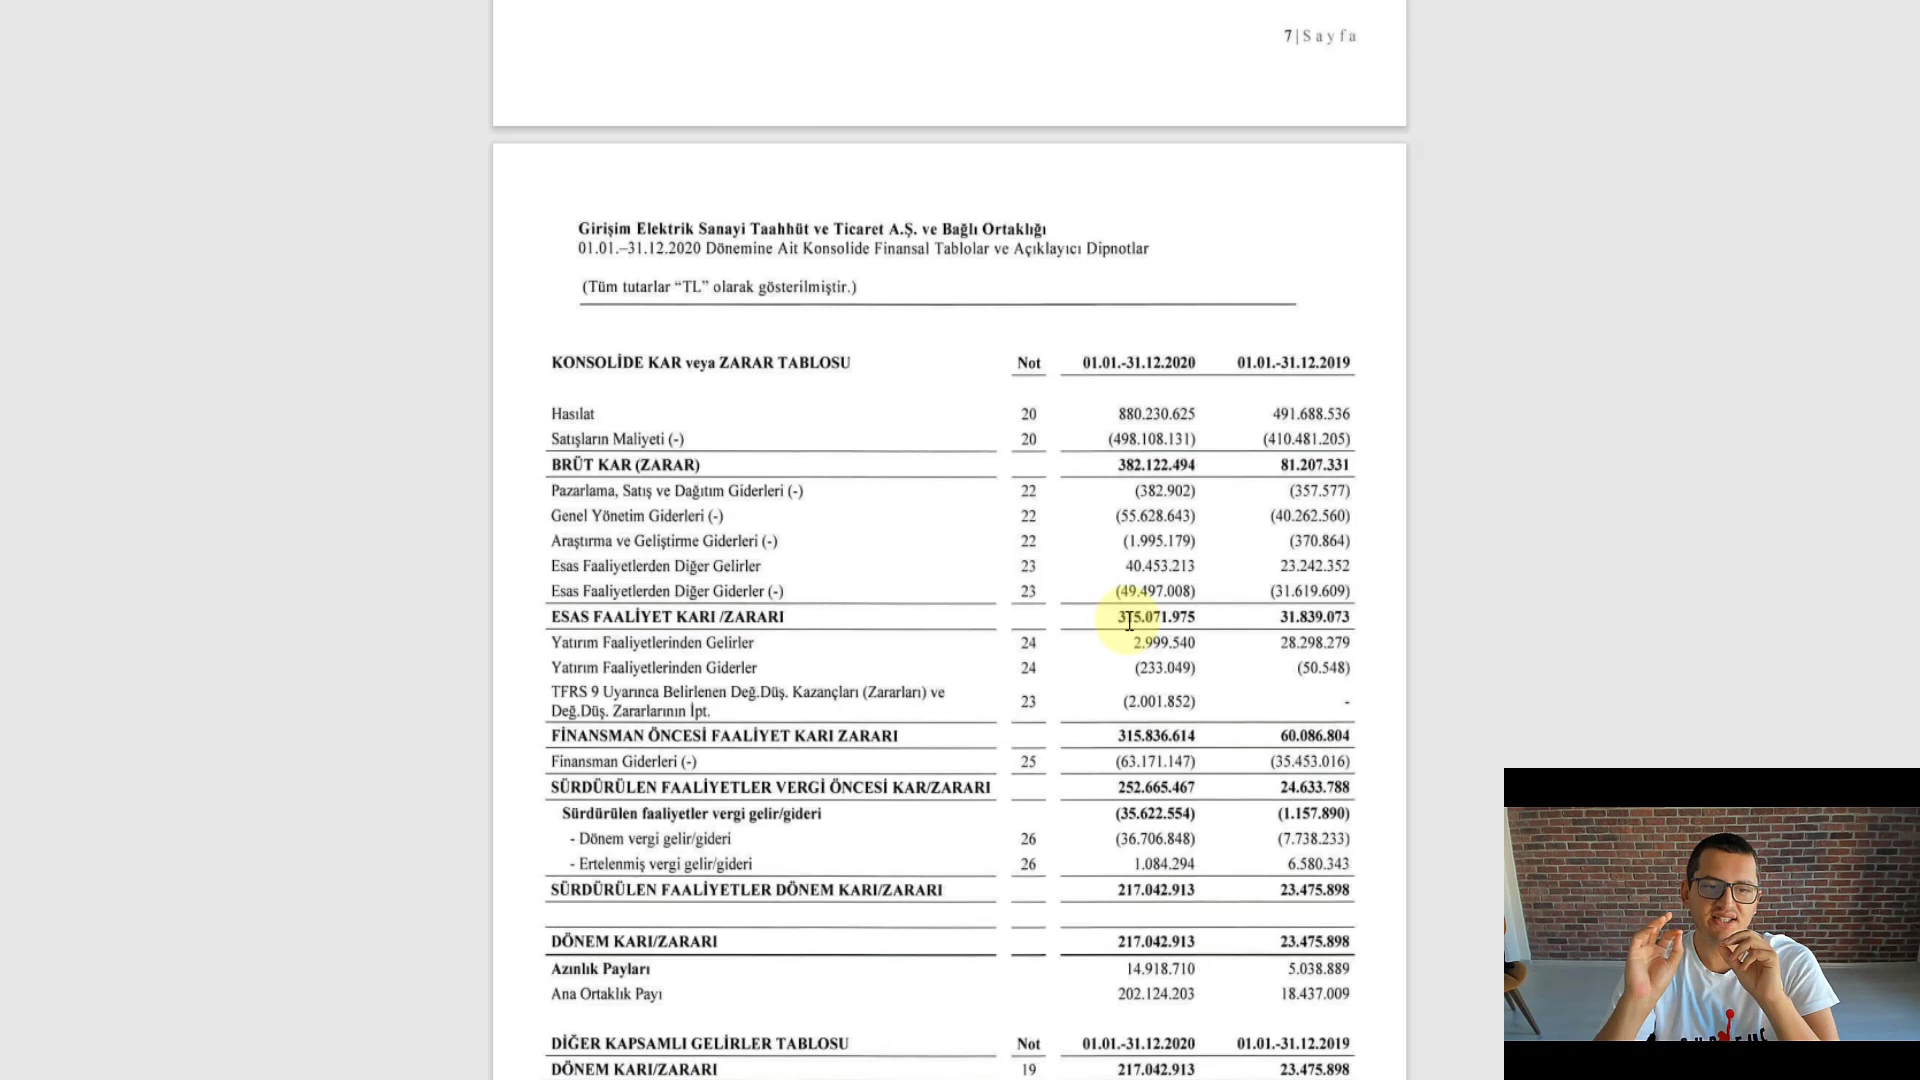 7|Sayfa
Girişim Elektrik Sanayi Taahhüt ve Ticaret A.Ş. ve Bağlı Ortaklığı
01.01.–31.12.2020 Dönemine Ait Konsolide Finansal Tablolar ve Açıklayıcı Dipnotlar
(Tüm tutarlar “TL” olarak gösterilmiştir.)
KONSOLİDE KAR veya ZARAR TABLOSU Not 01.01.-31.12.2020 01.01.-31.12.2019
Hasılat 20 880.230.625 491.688.536
Satışların Maliyeti (-) 20 (498.108.131) (410.481.205)
BRÜT KAR (ZARAR) 382.122.494 81.207.331
Pazarlama, Satış ve Dağıtım Giderleri (-) 22 (382.902) (357.577)
Genel Yönetim Giderleri (-) 22 (55.628.643) (40.262.560)
Araştırma ve Geliştirme Giderleri (-) 22 (1.995.179) (370.864)
Esas Faaliyetlerden Diğer Gelirler 23 40.453.213 23.242.352
Esas Faaliyetlerden Diğer Giderler (-) 23 (49.497.008) (31.619.609)
ESAS FAALİYET KARI /ZARARI 315.071.975 31.839.073
Yatırım Faaliyetlerinden Gelirler 24 2.999.540 28.298.279
Yatırım Faaliyetlerinden Giderler 24 (233.049) (50.548)
TFRS 9 Uyarınca Belirlenen Değ.Düş. Kazançları (Zararları) ve
Değ.Düş. Zararlarının İpt. 23 (2.001.852) -
FİNANSMAN ÖNCESİ FAALİYET KARI ZARARI 315.836.614 60.086.804
Finansman Giderleri (-) 25 (63.171.147) (35.453.016)
SÜRDÜRÜLEN FAALİYETLER VERGİ ÖNCESİ KAR/ZARARI 252.665.467 24.633.788
Sürdürülen faaliyetler vergi gelir/gideri (35.622.554) (1.157.890)
- Dönem vergi gelir/gideri 26 (36.706.848) (7.738.233)
- Ertelenmiş vergi gelir/gideri 26 1.084.294 6.580.343
SÜRDÜRÜLEN FAALİYETLER DÖNEM KARI/ZARARI 217.042.913 23.475.898
DÖNEM KARI/ZARARI 217.042.913 23.475.898
Azınlık Payları 14.918.710 5.038.889
Ana Ortaklık Payı 202.124.203 18.437.009
DİĞER KAPSAMLI GELİRLER TABLOSU Not 01.01.-31.12.2020 01.01.-31.12.2019
DÖNEM KARI/ZARARI 19 217.042.913 23.475.898